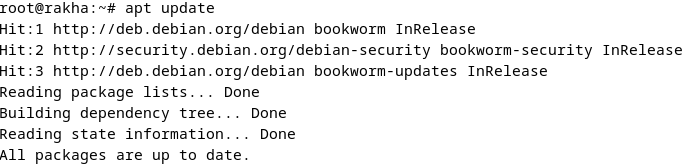 root@rakha:~# apt update
Hit:1 http://deb.debian.org/debian bookworm InRelease
Hit:2 http://security.debian.org/debian-security bookworm-security InRelease
Hit:3 http://deb.debian.org/debian bookworm-updates InRelease
Reading package lists... Done
Building dependency tree... Done
Reading state information... Done
All packages are up to date.